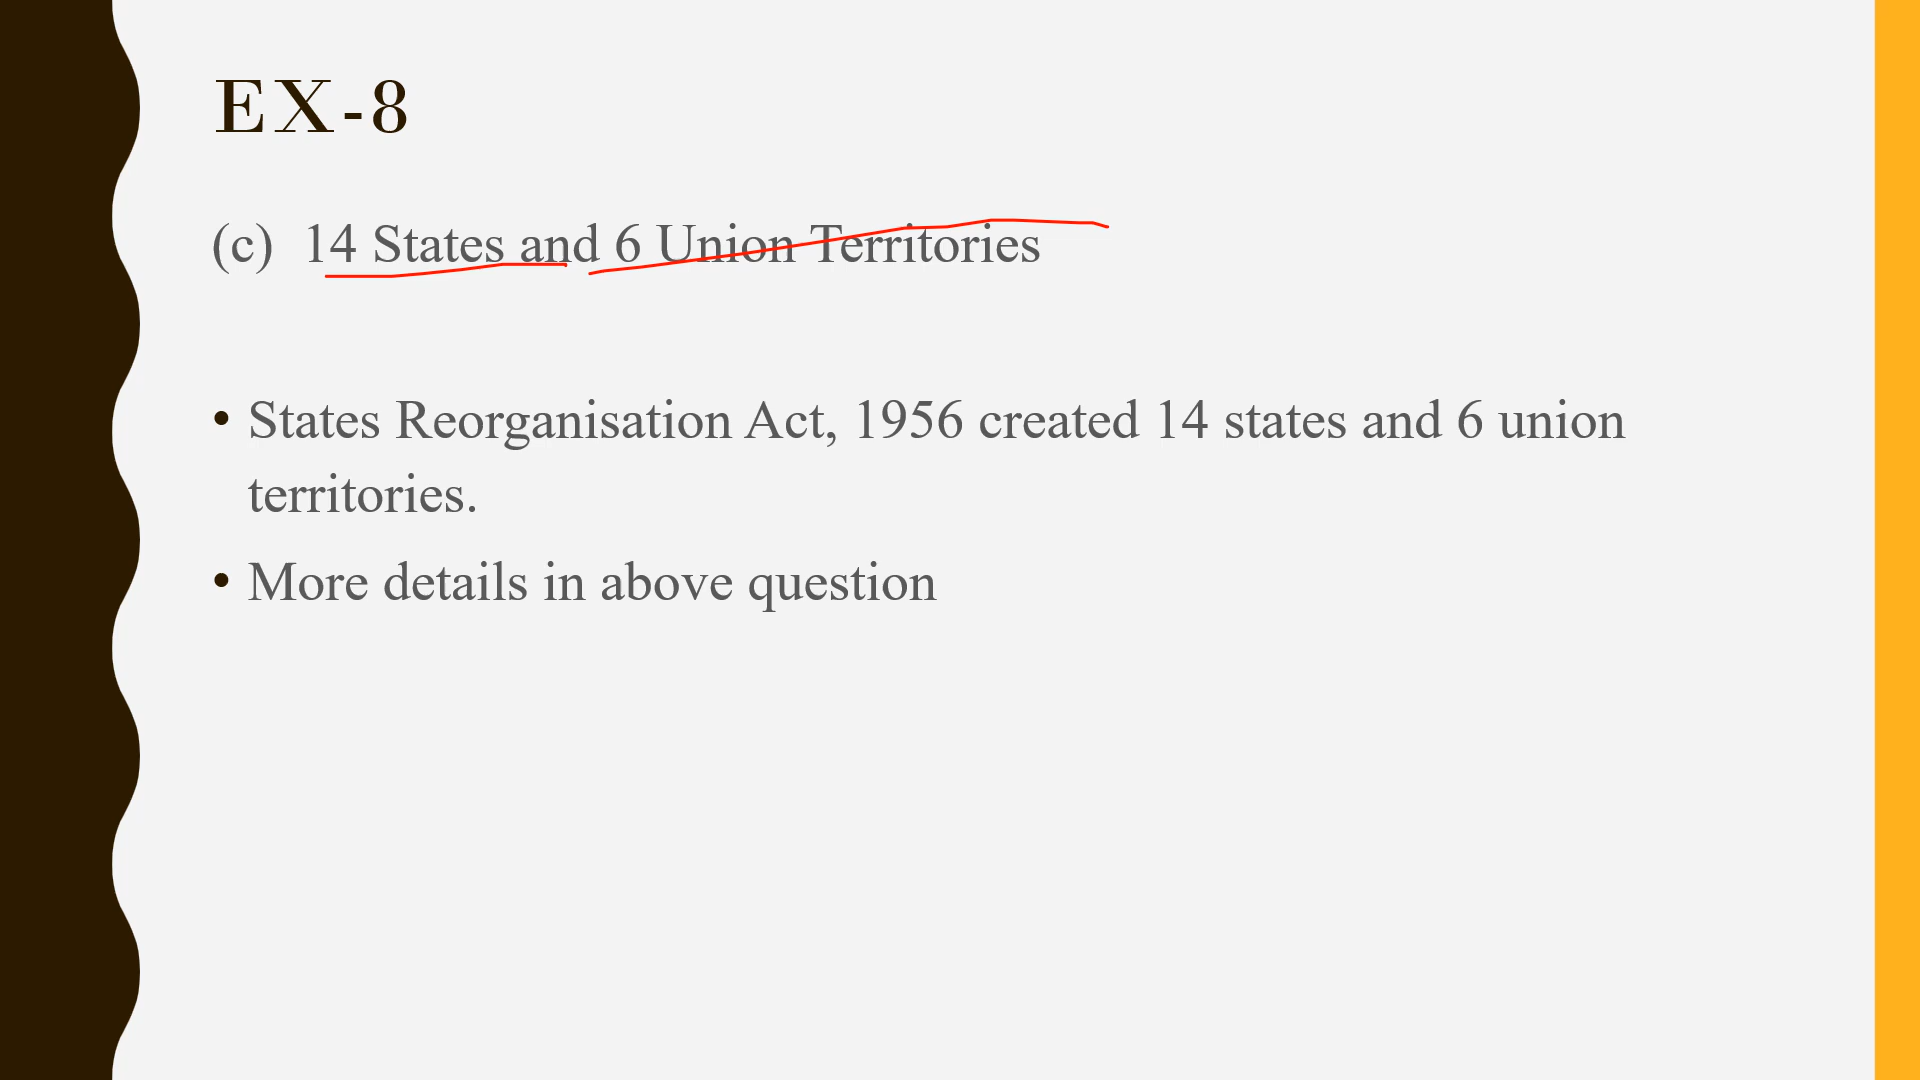 EX-8
(c) 14 States and 6 Union Territories
• States Reorganisation Act, 1956 created 14 states and 6 union
territories.
• More details in above question